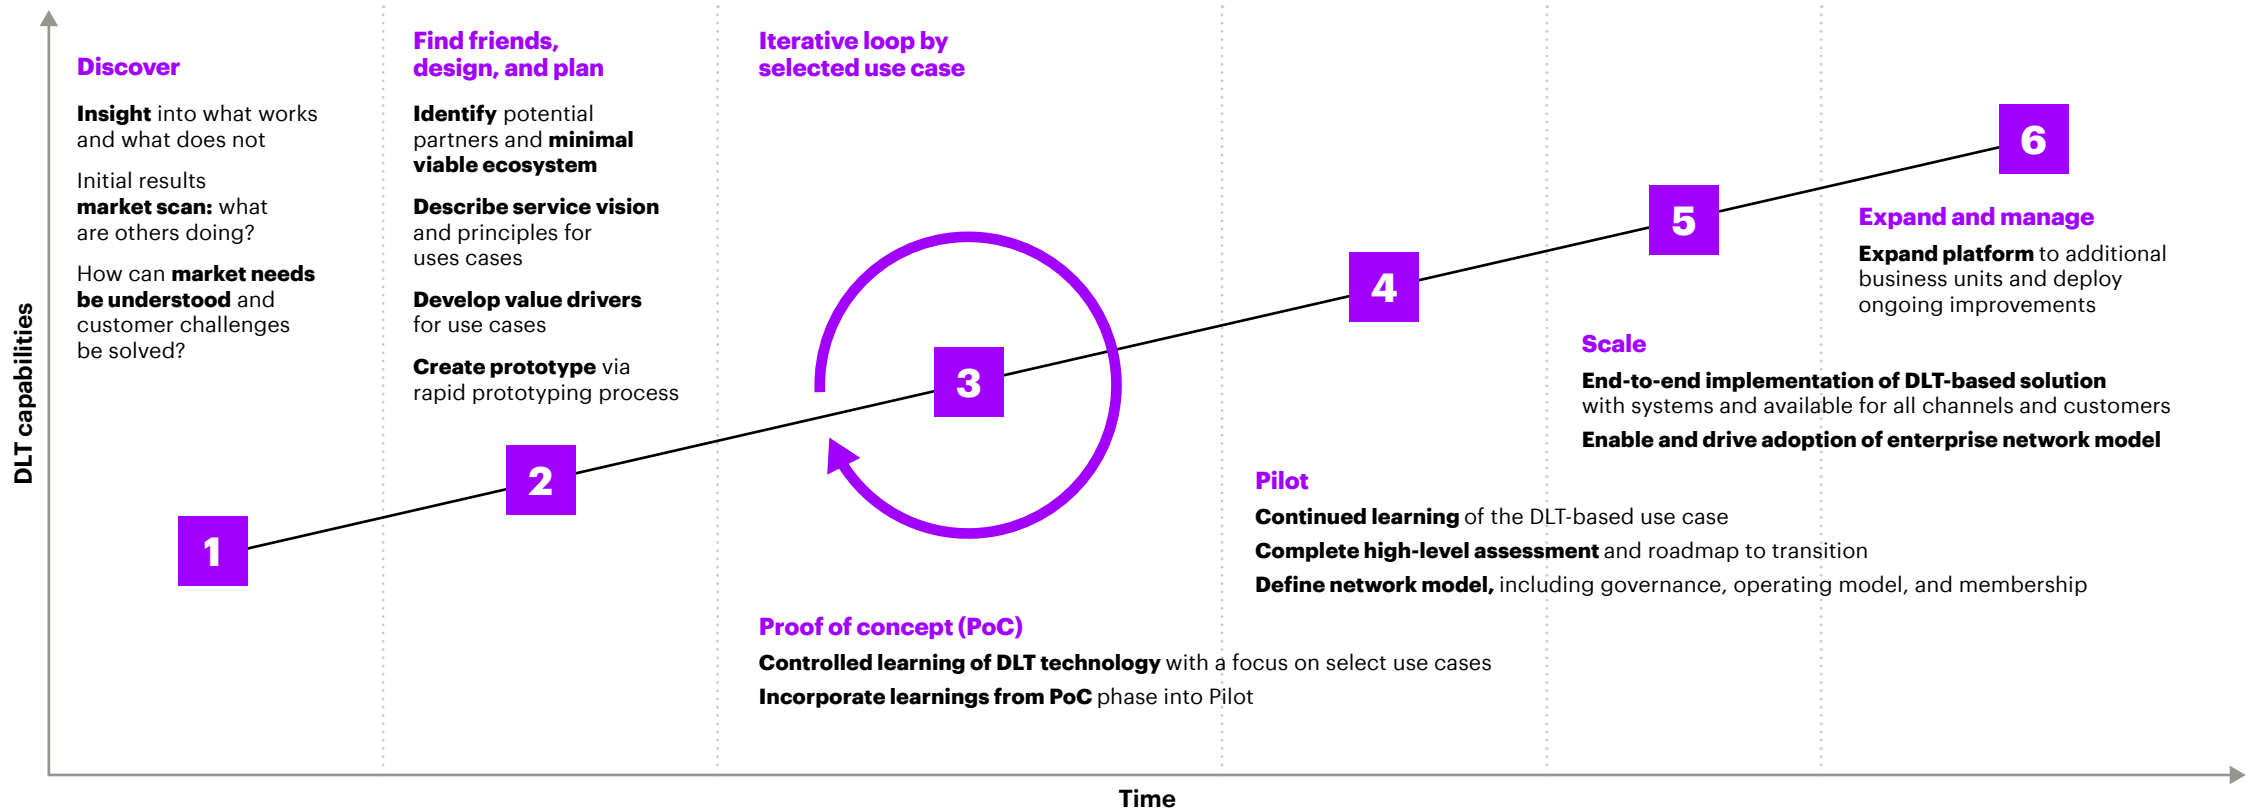 DLT capabilities
Discover
Insight into what works
and what does not
Initial results
market scan: what
are others doing?
How can market needs
be understood and
customer challenges
be solved?
1
Find friends,
design, and plan
Identify potential
partners and minimal
viable ecosystem
Describe service vision
and principles for
uses cases
Develop value drivers
for use cases
Create prototype via
rapid prototyping process
2
Iterative loop by
selected use case
3
Proof of concept (PoC)
Controlled learning of DLT technology with a focus on select use cases
Incorporate learnings from PoC phase into Pilot
4
Pilot
Continued learning of the DLT-based use case
Complete high-level assessment and roadmap to transition
Define network model, including governance, operating model, and membership
5
Scale
End-to-end implementation of DLT-based solution
with systems and available for all channels and customers
Enable and drive adoption of enterprise network model
6
Expand and manage
Expand platform to additional
business units and deploy
ongoing improvements
Time